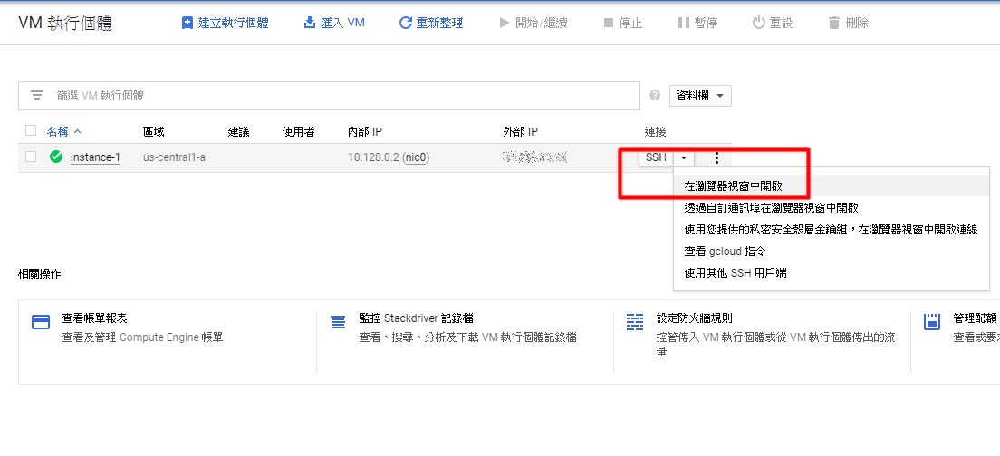 VM 執行個體 建立執行個體 匯入 VM 重新整理 開始/繼續 停止 暫停 重設 刪除
篩選 VM 執行個體 資料欄
名稱 區域 建議 使用者 內部 IP 外部 IP 連接
instance-1 us-central1-a 10.128.0.2 (nic0) SSH
在瀏覽器視窗中開啟
透過自訂通訊埠在瀏覽器視窗中開啟
使用您提供的私密安全殼層金鑰組，在瀏覽器視窗中開啟連線
查看 gcloud 指令
使用其他 SSH 用戶端
相關操作
查看帳單報表
查看及管理 Compute Engine 帳單
監控 Stackdriver 記錄檔
查看、搜尋、分析及下載 VM 執行個體記錄檔
設定防火牆規則
控管傳入 VM 執行個體或從 VM 執行個體傳出的流
量
管理配額
查看或要